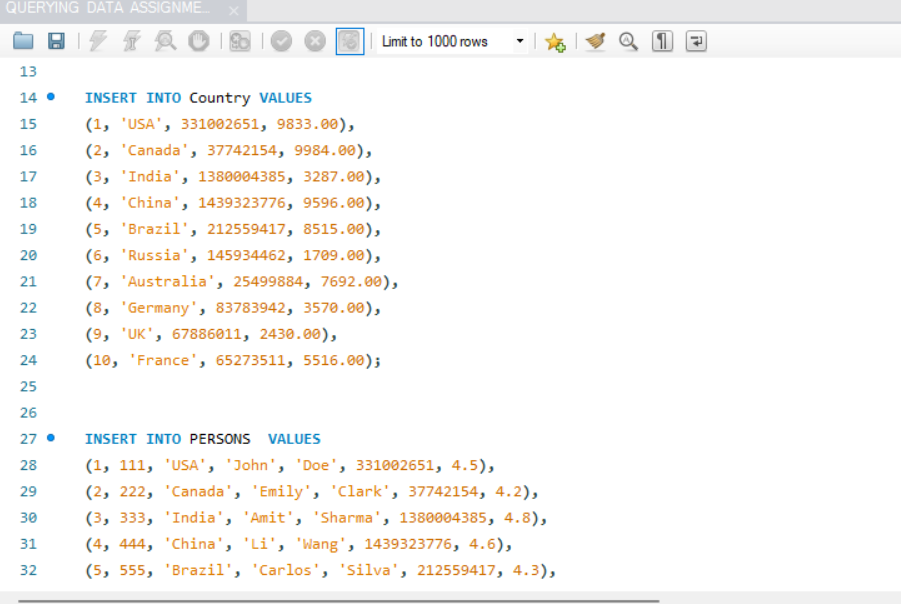 QUERYING DATA ASSIGNME...
Limit to 1000 rows
13
14 INSERT INTO Country VALUES
15 (1, 'USA', 331002651, 9833.00),
16 (2, 'Canada', 37742154, 9984.00),
17 (3, 'India', 1380004385, 3287.00),
18 (4, 'China', 1439323776, 9596.00),
19 (5, 'Brazil', 212559417, 8515.00),
20 (6, 'Russia', 145934462, 1709.00),
21 (7, 'Australia', 25499884, 7692.00),
22 (8, 'Germany', 83783942, 3570.00),
23 (9, 'UK', 67886011, 2430.00),
24 (10, 'France', 65273511, 5516.00);
25
26
27 INSERT INTO PERSONS  VALUES
28 (1, 111, 'USA', 'John', 'Doe', 331002651, 4.5),
29 (2, 222, 'Canada', 'Emily', 'Clark', 37742154, 4.2),
30 (3, 333, 'India', 'Amit', 'Sharma', 1380004385, 4.8),
31 (4, 444, 'China', 'Li', 'Wang', 1439323776, 4.6),
32 (5, 555, 'Brazil', 'Carlos', 'Silva', 212559417, 4.3),